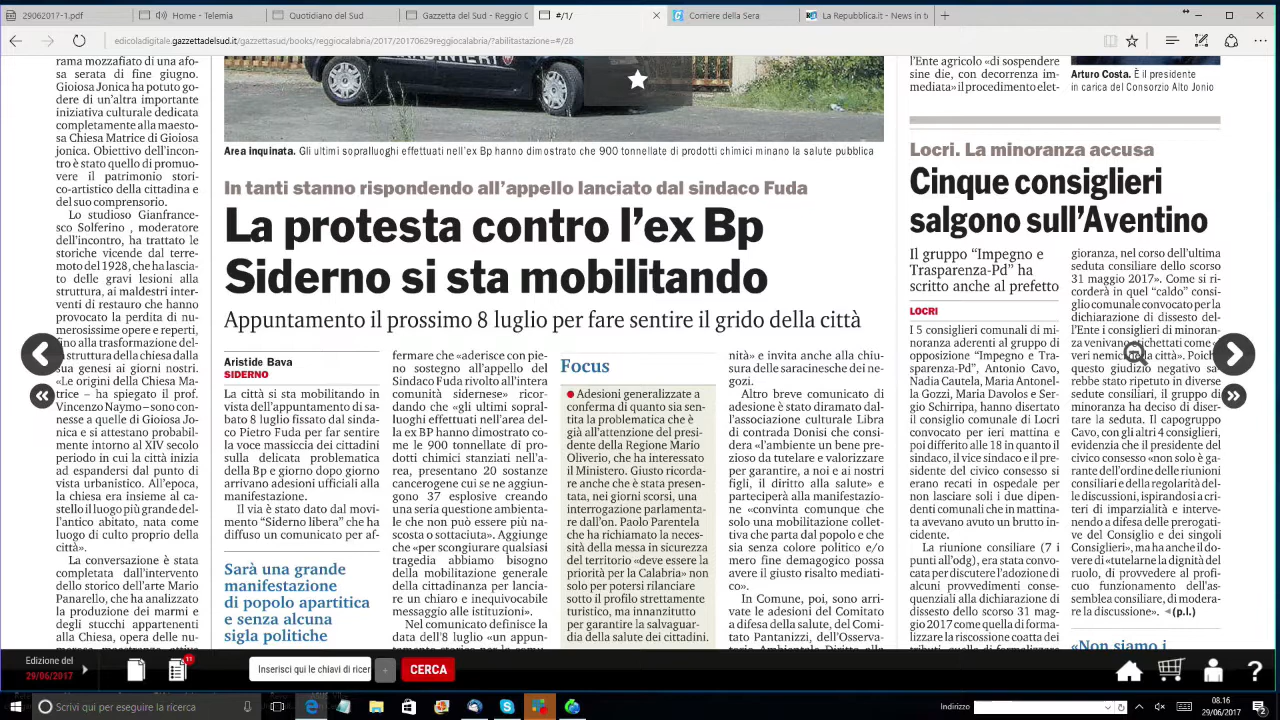 29062017-1.pdf
Home - Telemia
Quotidiano del Sud
Gazzetta del Sud - Reggio C
#/1/
Corriere della Sera
La Repubblica.it - News in t
edicoladigitale.gazzettadelsud.it/gazzettasud/books/reggiocalabria/2017/20170629reggiocalabria/?abilitastazione=#/28
rama mozzafiato di una afo-
sa serata di fine giugno.
Gioiosa Jonica ha potuto go-
dere di un'altra importante
iniziativa culturale dedicata
completamente alla maesto-
sa Chiesa Matrice di Gioiosa
jonica. Obiettivo dell'incon-
tro è stato quello di promuo-
vere il patrimonio stori-
co-artistico della cittadina e
del suo comprensorio.
Lo studioso Gianfrance-
sco Solferino , moderatore
dell'incontro, ha trattato le
storiche vicende dal terre-
moto del 1928, che ha lascia-
to delle gravi lesioni alla
struttura, ai maldestri inter-
venti di restauro che hanno
provocato la perdita di nu-
merosissime opere e reperti,
fino alla trasformazione del-
la struttura della chiesa dalla
sua genesi ai giorni nostri.
«Le origini della Chiesa Ma-
trice – ha spiegato il prof.
Vincenzo Naymo – sono con-
nesse a quelle di Gioiosa Joni-
ca e si attestano probabil-
mente intorno al XIV secolo
periodo in cui la città inizia
ad espandersi dal punto di
vista urbanistico. All'epoca,
la chiesa era insieme al ca-
stello il luogo più grande del-
l'antico abitato, nata come
luogo di culto proprio della
città».
La conversazione è stata
completata dall'intervento
dello storico dell'arte Mario
Panarello, che ha analizzato
la produzione dei marmi e
degli stucchi appartenenti
alla Chiesa, opera delle nu-
CARABINIERI
Area inquinata. Gli ultimi sopralluoghi effettuati nell'ex Bp hanno dimostrato che 900 tonnellate di prodotti chimici minano la salute pubblica
In tanti stanno rispondendo all'appello lanciato dal sindaco Fuda
La protesta contro l'ex Bp
Siderno si sta mobilitando
Appuntamento il prossimo 8 luglio per fare sentire il grido della città
Aristide Bava
SIDERNO
La città si sta mobilitando in
vista dell'appuntamento di sa-
bato 8 luglio fissato dal sinda-
co Pietro Fuda per far sentire
la voce massiccia dei cittadini
sulla delicata problematica
della Bp e giorno dopo giorno
arrivano adesioni ufficiali alla
manifestazione.
Il via è stato dato dal movi-
mento "Siderno libera" che ha
diffuso un comunicato per af-
Sarà una grande
manifestazione
di popolo apartitica
e senza alcuna
sigla politiche
fermare che «aderisce con pie-
no sostegno all'appello del
Sindaco Fuda rivolto all'intera
comunità sidernese» ricor-
dando che «gli ultimi sopral-
luoghi effettuati nell'area del-
la ex BP hanno dimostrato co-
me le 900 tonnellate di pro-
dotti chimici stanziati nell'a-
rea, presentano 20 sostanze
cancerogene cui se ne aggiun-
gono 37 esplosive creando
una seria questione ambienta-
le che non può essere più na-
scosta o sottaciuta». Aggiunge
che «per scongiurare qualsiasi
tragedia abbiamo bisogno
della mobilitazione generale
della cittadinanza per lancia-
re un chiaro e inequivocabile
messaggio alle istituzioni».
Nel comunicato definisce la
data dell'8 luglio «un appun-
Focus
● Adesioni generalizzate a
conferma di quanto sia sen-
tita la problematica che è
già all'attenzione del presi-
dente della Regione Mario
Oliverio, che ha interessato
il Ministero. Giusto ricorda-
re anche che è stata presen-
tata, nei giorni scorsi, una
interrogazione parlamenta-
re dall'on. Paolo Parentela
che ha richiamato la neces-
sità della messa in sicurezza
del territorio «deve essere la
priorità per la Calabria» non
solo per potersi rilanciare
sotto il profilo strettamente
turistico, ma innanzitutto
per garantire la salvaguar-
dia della salute dei cittadini.
nità» e invita anche alla chiu-
sura delle saracinesche dei ne-
gozi.
Altro breve comunicato di
adesione è stato diramato dal-
l'associazione culturale Libra
di contrada Donisi che consi-
dera «l'ambiente un bene pre-
zioso da tutelare e valorizzare
per garantire, a noi e ai nostri
figli, il diritto alla salute» e
parteciperà alla manifestazio-
ne «convinta comunque che
solo una mobilitazione collet-
tiva che parta dal popolo e che
sia senza colore politico e/o
mero fine demagogico possa
avere il giusto risalto mediati-
co».
In Comune, poi, sono arri-
vate le adesioni del Comitato
a difesa della salute, del Comi-
tato Pantanizzi, dell'Osserva-
l'Ente agricolo «di sospendere
sine die, con decorrenza im-
mediata» il procedimento elet-
Arturo Costa. È il presidente
in carica del Consorzio Alto Jonio
Locri. La minoranza accusa
Cinque consiglieri
salgono sull'Aventino
Il gruppo "Impegno e
Trasparenza-Pd" ha
scritto anche al prefetto
LOCRI
I 5 consiglieri comunali di mi-
noranza aderenti al gruppo di
opposizione "Impegno e Tra-
sparenza-Pd", Antonio Cavo,
Nadia Cautela, Maria Antonel-
la Gozzi, Maria Davolos e Ser-
gio Schirripa, hanno disertato
il consiglio comunale di Locri
convocato per ieri mattina e
poi differito alle 18 in quanto il
sindaco, il vice sindaco e il pre-
sidente del civico consesso si
erano recati in ospedale per
non lasciare soli i due dipen-
denti comunali che in mattina-
ta avevano avuto un brutto in-
cidente.
La riunione consiliare (7 i
punti all'odg), era stata convo-
cata per discutere l'adozione di
alcuni provvedimenti conse-
quenziali alla dichiarazione di
dissesto dello scorso 31 mag-
gio 2017 come quella di forma-
lizzare la risoluzione coatta dei
gioranza, nel corso dell'ultima
seduta consiliare dello scorso
31 maggio 2017». Come si ri-
corderà in quel "caldo" consi-
glio comunale convocato per la
dichiarazione di dissesto del-
l'Ente i consiglieri di minoran-
za venivano tichettati come «i
veri nemici della città». Poiché
questo giudizio negativo sa-
rebbe stato ripetuto in diverse
sedute consiliari, il gruppo di
minoranza ha deciso di diser-
tare la seduta. Il capogruppo
Cavo, con gli altri 4 consiglieri,
evidenzia che il presidente del
civico consesso «non solo è ga-
rante dell'ordine delle riunioni
consiliari e della regolarità del-
le discussioni, ispirandosi a cri-
teri di imparzialità e interve-
nendo a difesa delle prerogati-
ve del Consiglio e dei singoli
Consiglieri», ma ha anche il do-
vere di «tutelarne la dignità del
ruolo, di provvedere al profi-
cuo funzionamento dell'as-
semblea consiliare, di modera-
re la discussione». (p.l.)
«Non siamo i
Edizione del
29/06/2017
11
Inserisci qui le chiavi di ricer
+
CERCA
?
Scrivi qui per eseguire la ricerca
Indirizzo
08.16
29/06/2017
2